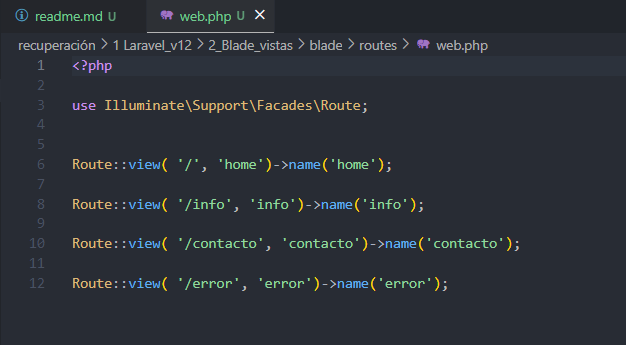 readme.md U web.php U
recuperación > 1 Laravel_v12 > 2_Blade_vistas > blade > routes > web.php
1 <?php
2
3 use Illuminate\Support\Facades\Route;
4
5
6 Route::view( '/', 'home')->name('home');
7
8 Route::view( '/info', 'info')->name('info');
9
10 Route::view( '/contacto', 'contacto')->name('contacto');
11
12 Route::view( '/error', 'error')->name('error');